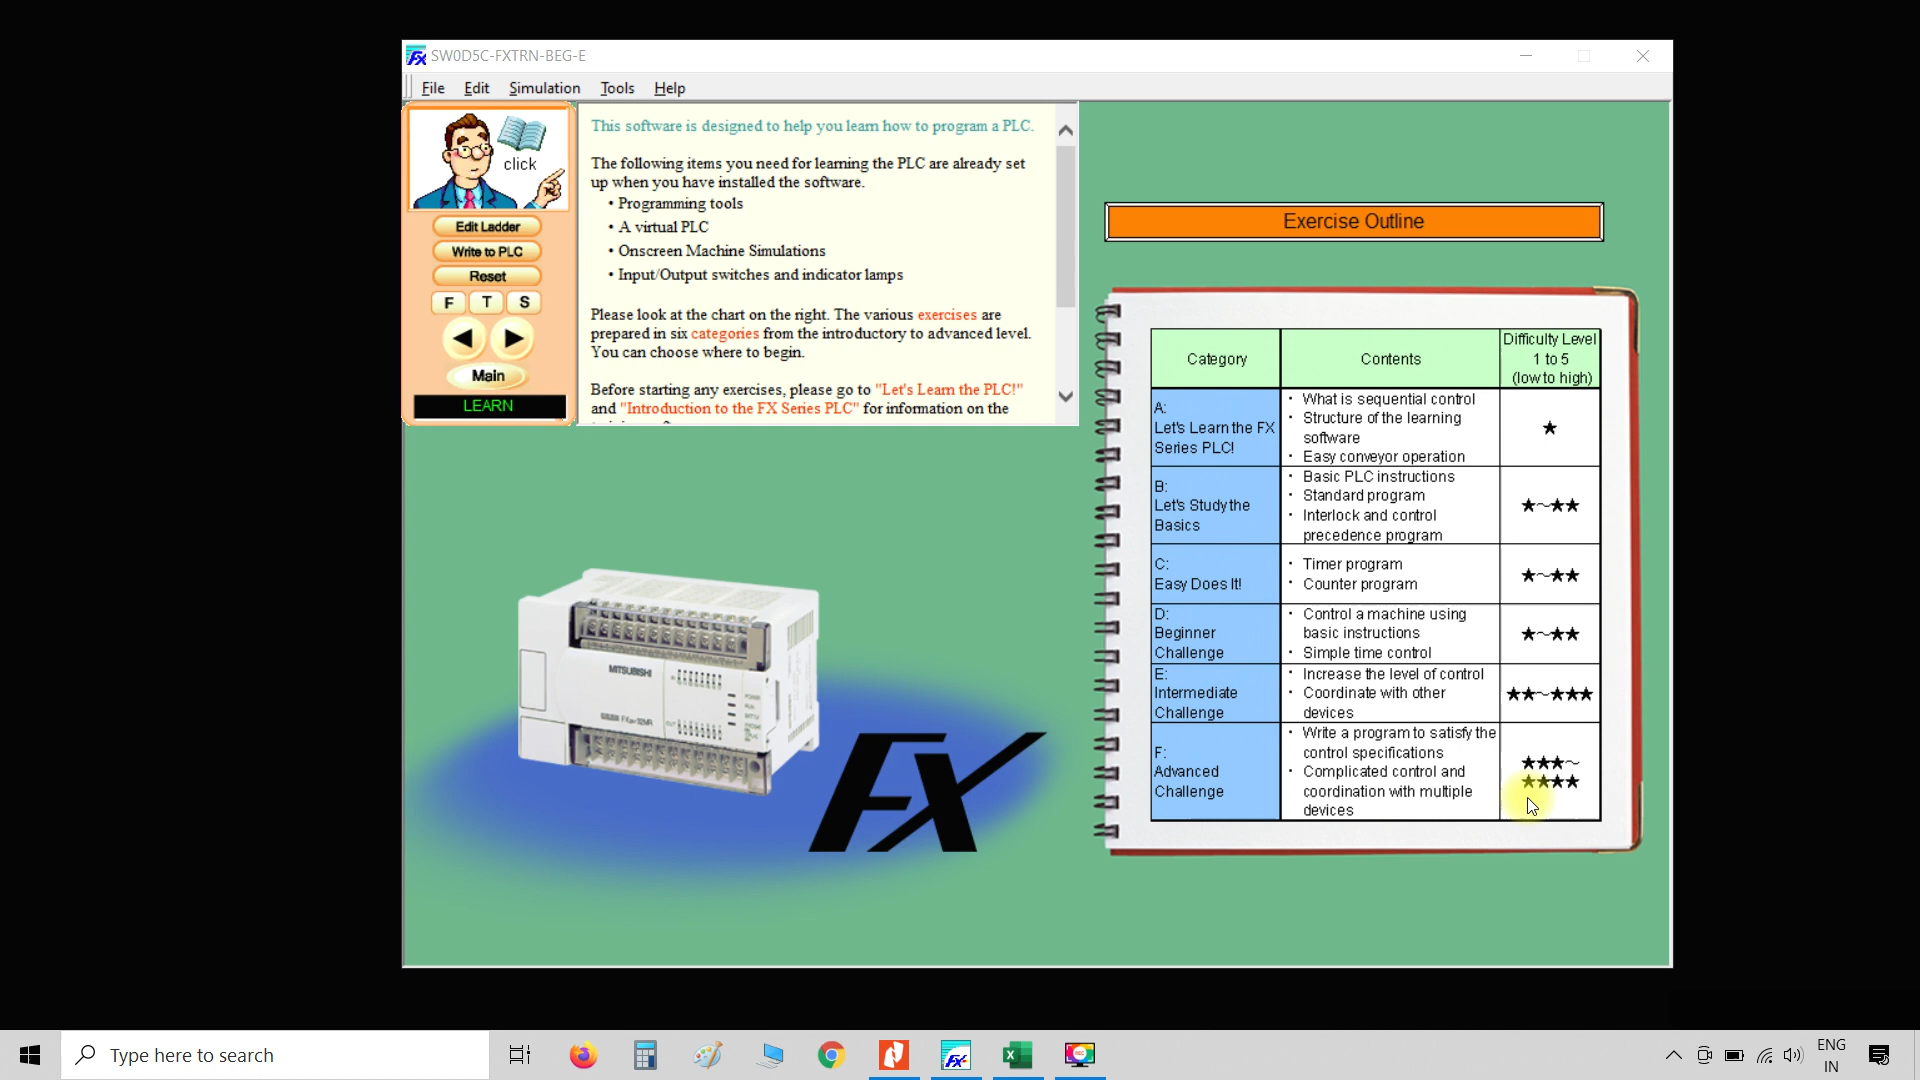 SW0D5C-FXTRN-BEG-E
File Edit Simulation Tools Help
click
Edit Ladder
Write to PLC
Reset
F T S
Main
LEARN
This software is designed to help you learn how to program a PLC.
The following items you need for learning the PLC are already set
up when you have installed the software.
• Programming tools
• A virtual PLC
• Onscreen Machine Simulations
• Input/Output switches and indicator lamps
Please look at the chart on the right. The various exercises are
prepared in six categories from the introductory to advanced level.
You can choose where to begin.
Before starting any exercises, please go to "Let's Learn the PLC!"
and "Introduction to the FX Series PLC" for information on the
Exercise Outline
Category Contents Difficulty Level
1 to 5
(low to high)
A:
Let's Learn the FX
Series PLC!
· What is sequential control
· Structure of the learning
software
· Easy conveyor operation
★
B:
Let's Study the
Basics
· Basic PLC instructions
· Standard program
· Interlock and control
precedence program
★~★★
C:
Easy Does It!
· Timer program
· Counter program
★~★★
D:
Beginner
Challenge
· Control a machine using
basic instructions
· Simple time control
★~★★
E:
Intermediate
Challenge
· Increase the level of control
· Coordinate with other
devices
★★~★★★
F:
Advanced
Challenge
· Write a program to satisfy the
control specifications
· Complicated control and
coordination with multiple
devices
★★★~
★★★★
MITSUBISHI
FX
Type here to search
ENG
IN